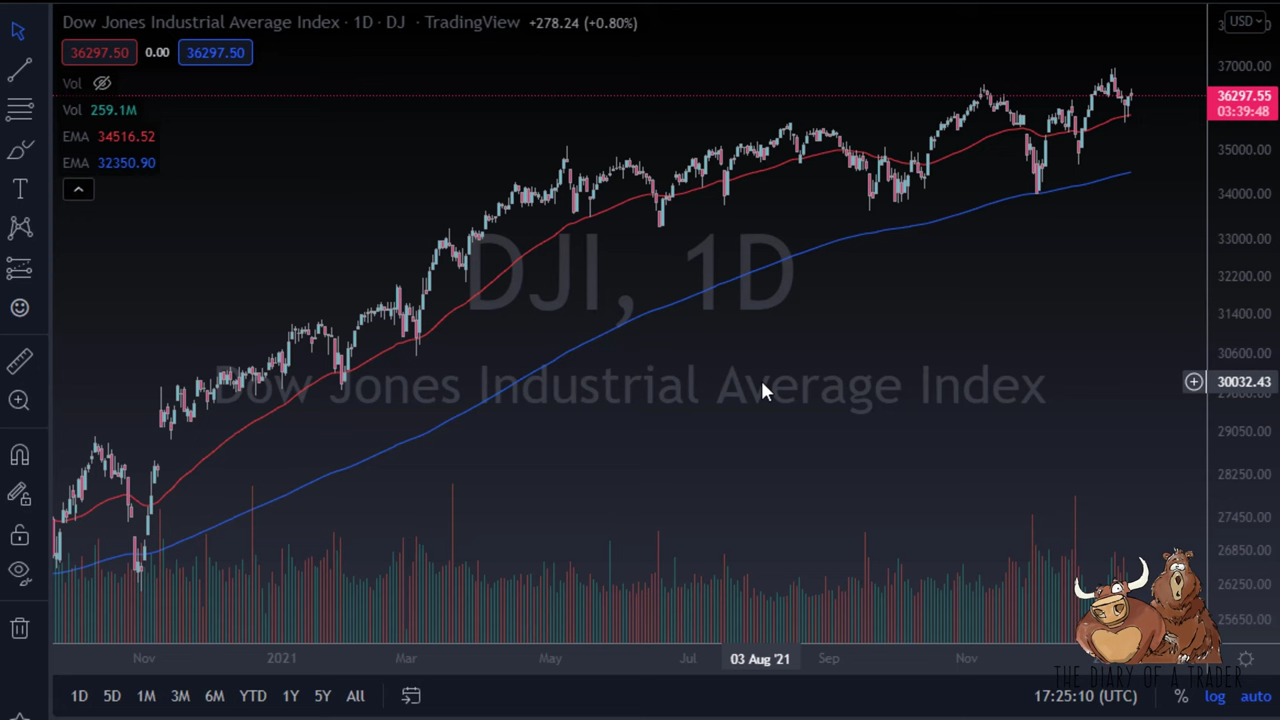 Dow Jones Industrial Average Index · 1D · DJ · TradingView +278.24 (+0.80%)
USD
36297.50 0.00 36297.50
Vol
Vol 259.1M
EMA 34516.52
EMA 32350.90
37000.00
36297.55
03:39:48
35000.00
34000.00
33000.00
32200.00
31400.00
30600.00
30032.43
29050.00
28250.00
27450.00
26850.00
26250.00
25650.00
DJI, 1D
Dow Jones Industrial Average Index
Nov 2021 Mar May Jul 03 Aug '21 Sep Nov
THE DIARY OF A TRADER
1D 5D 1M 3M 6M YTD 1Y 5Y All 17:25:10 (UTC) % log auto